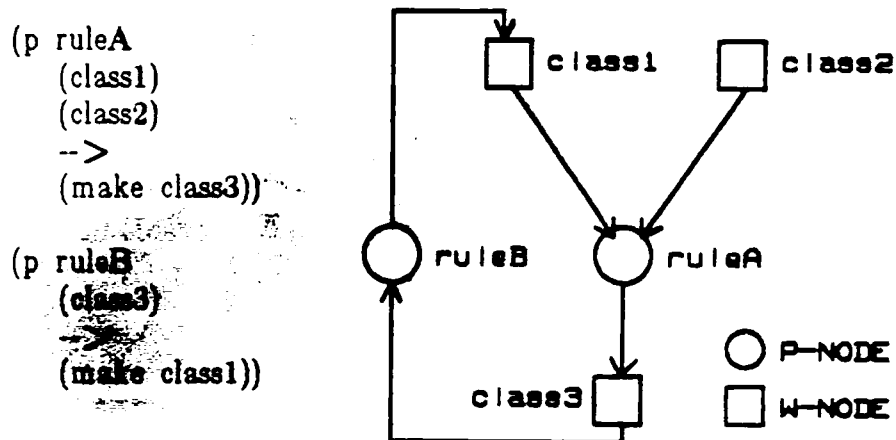 (p ruleA
(class1)
(class2)
-->
(make class3))
(p ruleB
(class3)
-->
(make class1))
class1
class2
ruleB
ruleA
class3
P-NODE
W-NODE